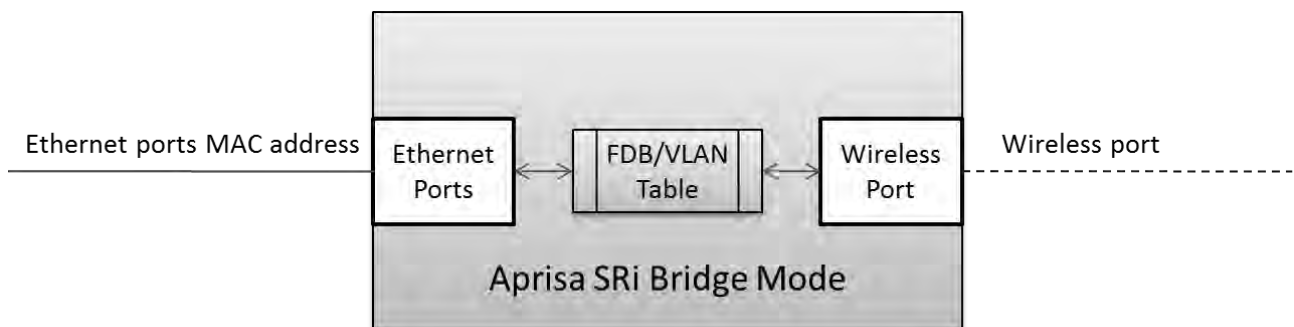 Ethernet ports MAC address
Ethernet
Ports
FDB/VLAN
Table
Wireless
Port
Wireless port
Aprisa SRi Bridge Mode